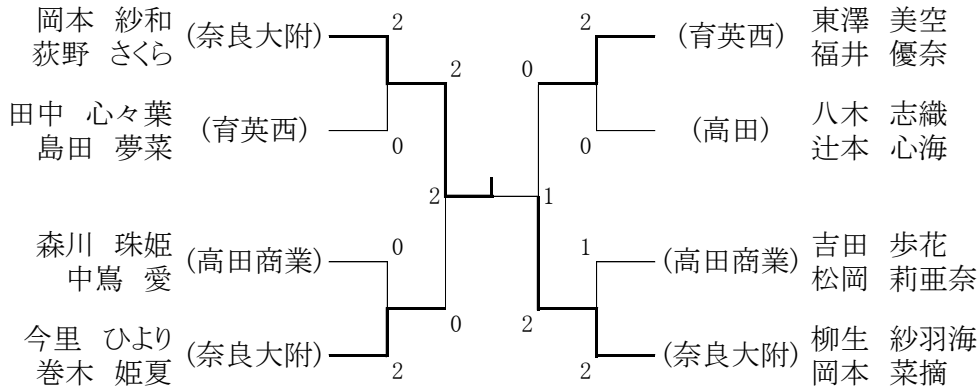 岡本 紗和
荻野 さくら
(奈良大附)
2
田中 心々葉
島田 夢菜
(育英西)
0
2
森川 珠姫
中嶌 愛
(高田商業)
0
今里 ひより
巻木 姫夏
(奈良大附)
2
0
2
1
東澤 美空
福井 優奈
(育英西)
2
八木 志織
辻本 心海
(高田)
0
0
吉田 歩花
松岡 莉亜奈
(高田商業)
1
柳生 紗羽海
岡本 菜摘
(奈良大附)
2
2